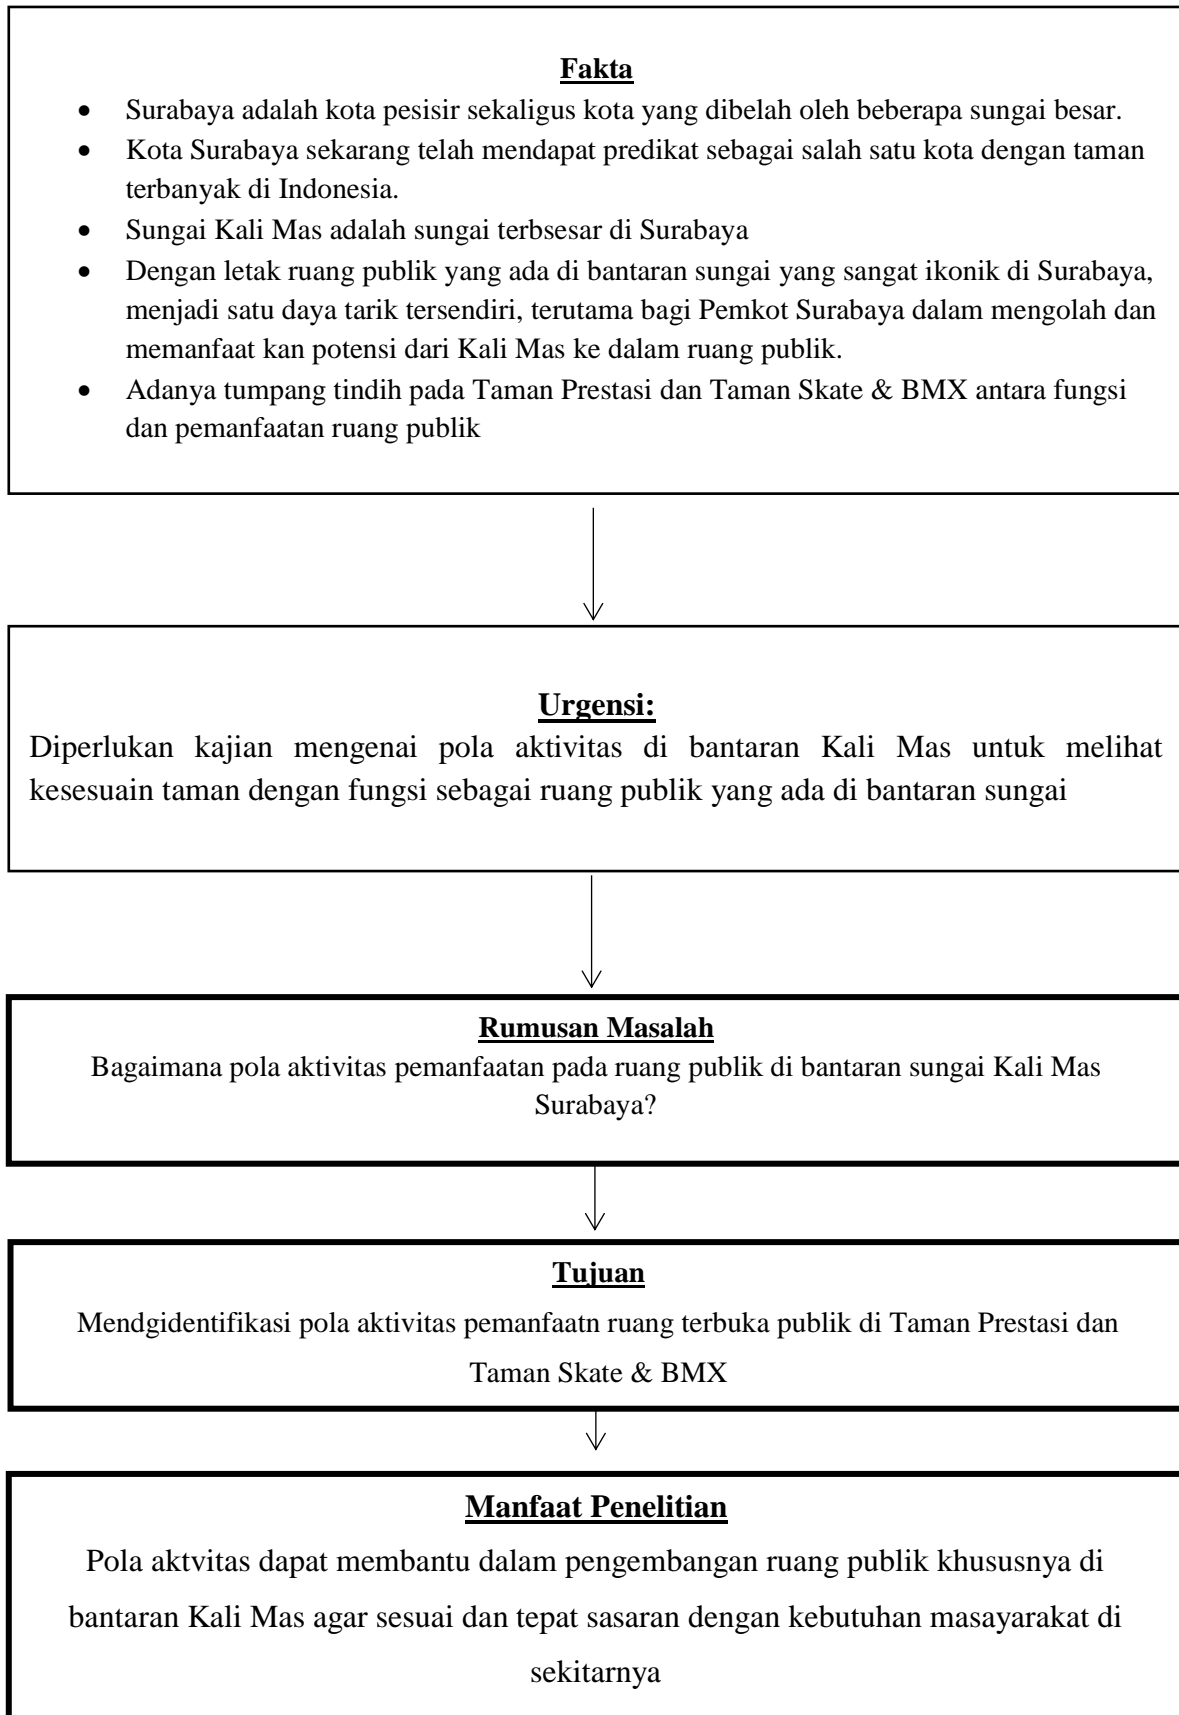 Fakta
• Surabaya adalah kota pesisir sekaligus kota yang dibelah oleh beberapa sungai besar.
• Kota Surabaya sekarang telah mendapat predikat sebagai salah satu kota dengan taman
terbanyak di Indonesia.
• Sungai Kali Mas adalah sungai terbsesar di Surabaya
• Dengan letak ruang publik yang ada di bantaran sungai yang sangat ikonik di Surabaya,
menjadi satu daya tarik tersendiri, terutama bagi Pemkot Surabaya dalam mengolah dan
memanfaat kan potensi dari Kali Mas ke dalam ruang publik.
• Adanya tumpang tindih pada Taman Prestasi dan Taman Skate & BMX antara fungsi
dan pemanfaatan ruang publik
Urgensi:
Diperlukan kajian mengenai pola aktivitas di bantaran Kali Mas untuk melihat
kesesuain taman dengan fungsi sebagai ruang publik yang ada di bantaran sungai
Rumusan Masalah
Bagaimana pola aktivitas pemanfaatan pada ruang publik di bantaran sungai Kali Mas
Surabaya?
Tujuan
Mendgidentifikasi pola aktivitas pemanfaatn ruang terbuka publik di Taman Prestasi dan
Taman Skate & BMX
Manfaat Penelitian
Pola aktvitas dapat membantu dalam pengembangan ruang publik khususnya di
bantaran Kali Mas agar sesuai dan tepat sasaran dengan kebutuhan masayarakat di
sekitarnya